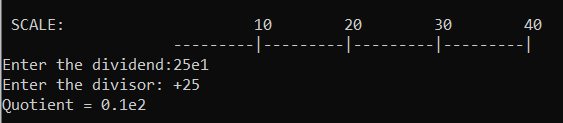 SCALE:                     10        20        30        40
                  ---------|---------|---------|---------|
Enter the dividend:25e1
Enter the divisor: +25
Quotient = 0.1e2